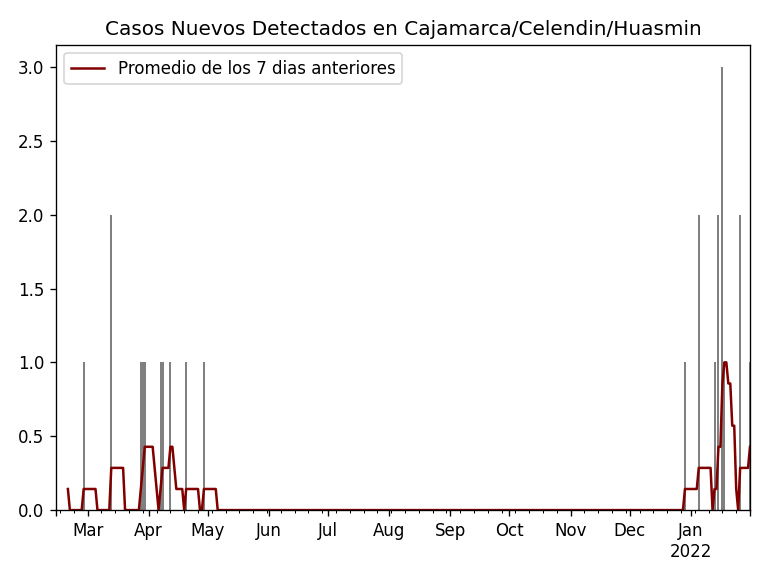 Casos Nuevos Detectados en Cajamarca/Celendin/Huasmin
Promedio de los 7 dias anteriores
3.0
2.5
2.0
1.5
1.0
0.5
0.0
Mar Apr May Jun Jul Aug Sep Oct Nov Dec Jan
2022